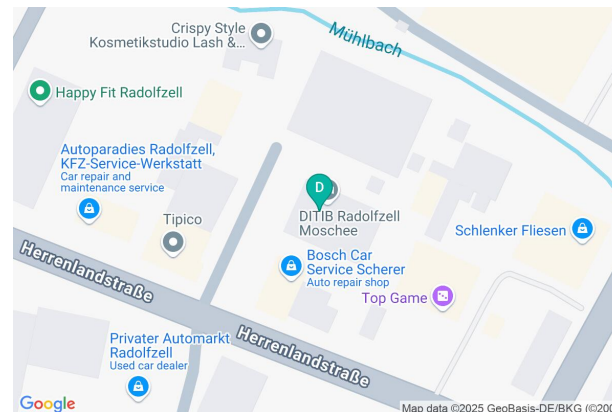 Crispy Style
Kosmetikstudio Lash &...
Mühlbach
Happy Fit Radolfzell
Autoparadies Radolfzell,
KFZ-Service-Werkstatt
Car repair and
maintenance service
D
DITIB Radolfzell
Moschee
Tipico
Schlenker Fliesen
Bosch Car
Service Scherer
Auto repair shop
Top Game
Herrenlandstraße
Herrenlandstraße
Privater Automarkt
Radolfzell
Used car dealer
Google
Map data ©2025 GeoBasis-DE/BKG (©200